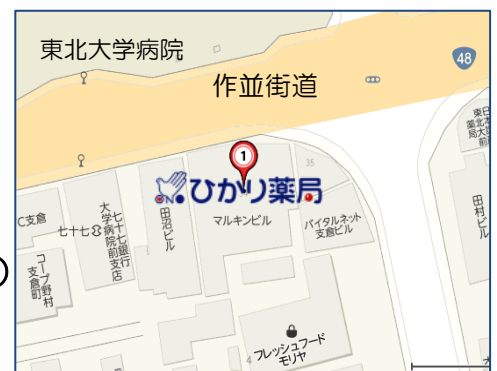 東北大学病院
作並街道
48
1
35
ON.
ひかり薬局
C支倉
七十七
七十七銀行
大学病院前支店
田沼ビル
マルキンビル
バイタルネット
支倉ビル
田村ビル
コープ野村
支倉町
4
フレッシュフード
モリヤ